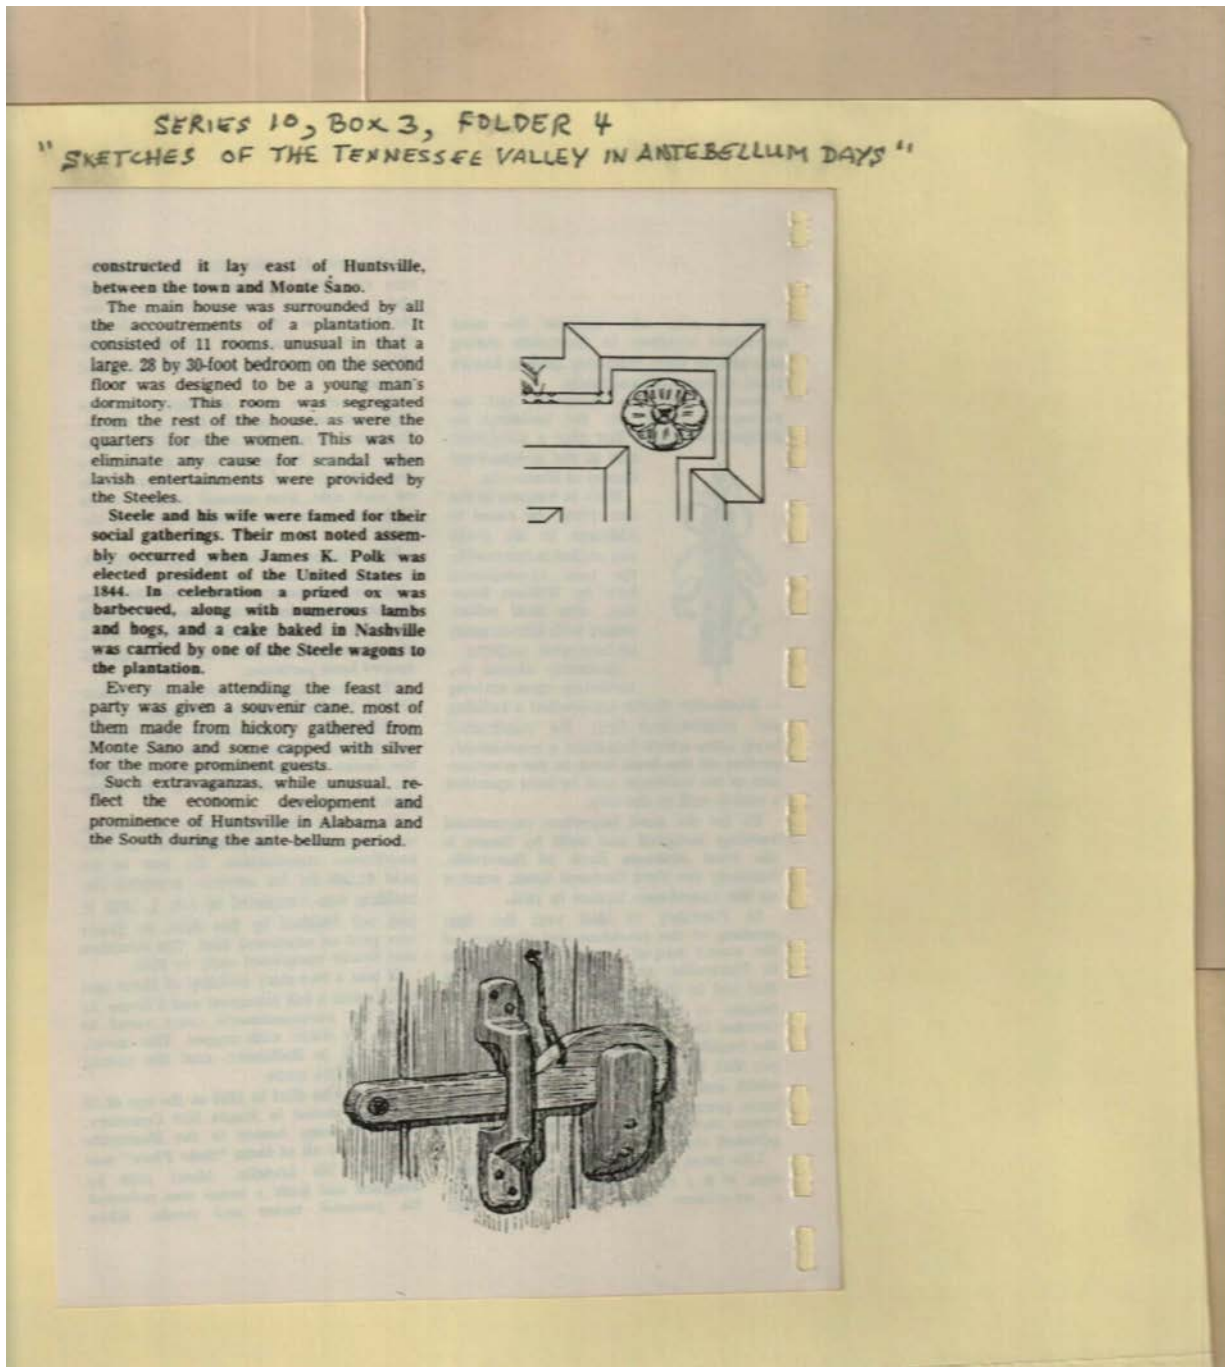 SERIES 10, BOX 3, FOLDER 4
"SKETCHES OF THE TENNESSEE VALLEY IN ANTEBELLUM DAYS"
constructed it lay east of Huntsville,
between the town and Monte Sano.
The main house was surrounded by all
the accoutrements of a plantation. It
consisted of 11 rooms, unusual in that a
large, 28 by 30-foot bedroom on the second
floor was designed to be a young man's
dormitory. This room was segregated
from the rest of the house, as were the
quarters for the women. This was to
eliminate any cause for scandal when
lavish entertainments were provided by
the Steeles.
Steele and his wife were famed for their
social gatherings. Their most noted assem-
bly occurred when James K. Polk was
elected president of the United States in
1844. In celebration a prized ox was
barbecued, along with numerous lambs
and hogs, and a cake baked in Nashville
was carried by one of the Steele wagons to
the plantation.
Every male attending the feast and
party was given a souvenir cane, most of
them made from hickory gathered from
Monte Sano and some capped with silver
for the more prominent guests.
Such extravaganzas, while unusual, re-
flect the economic development and
prominence of Huntsville in Alabama and
the South during the ante-bellum period.